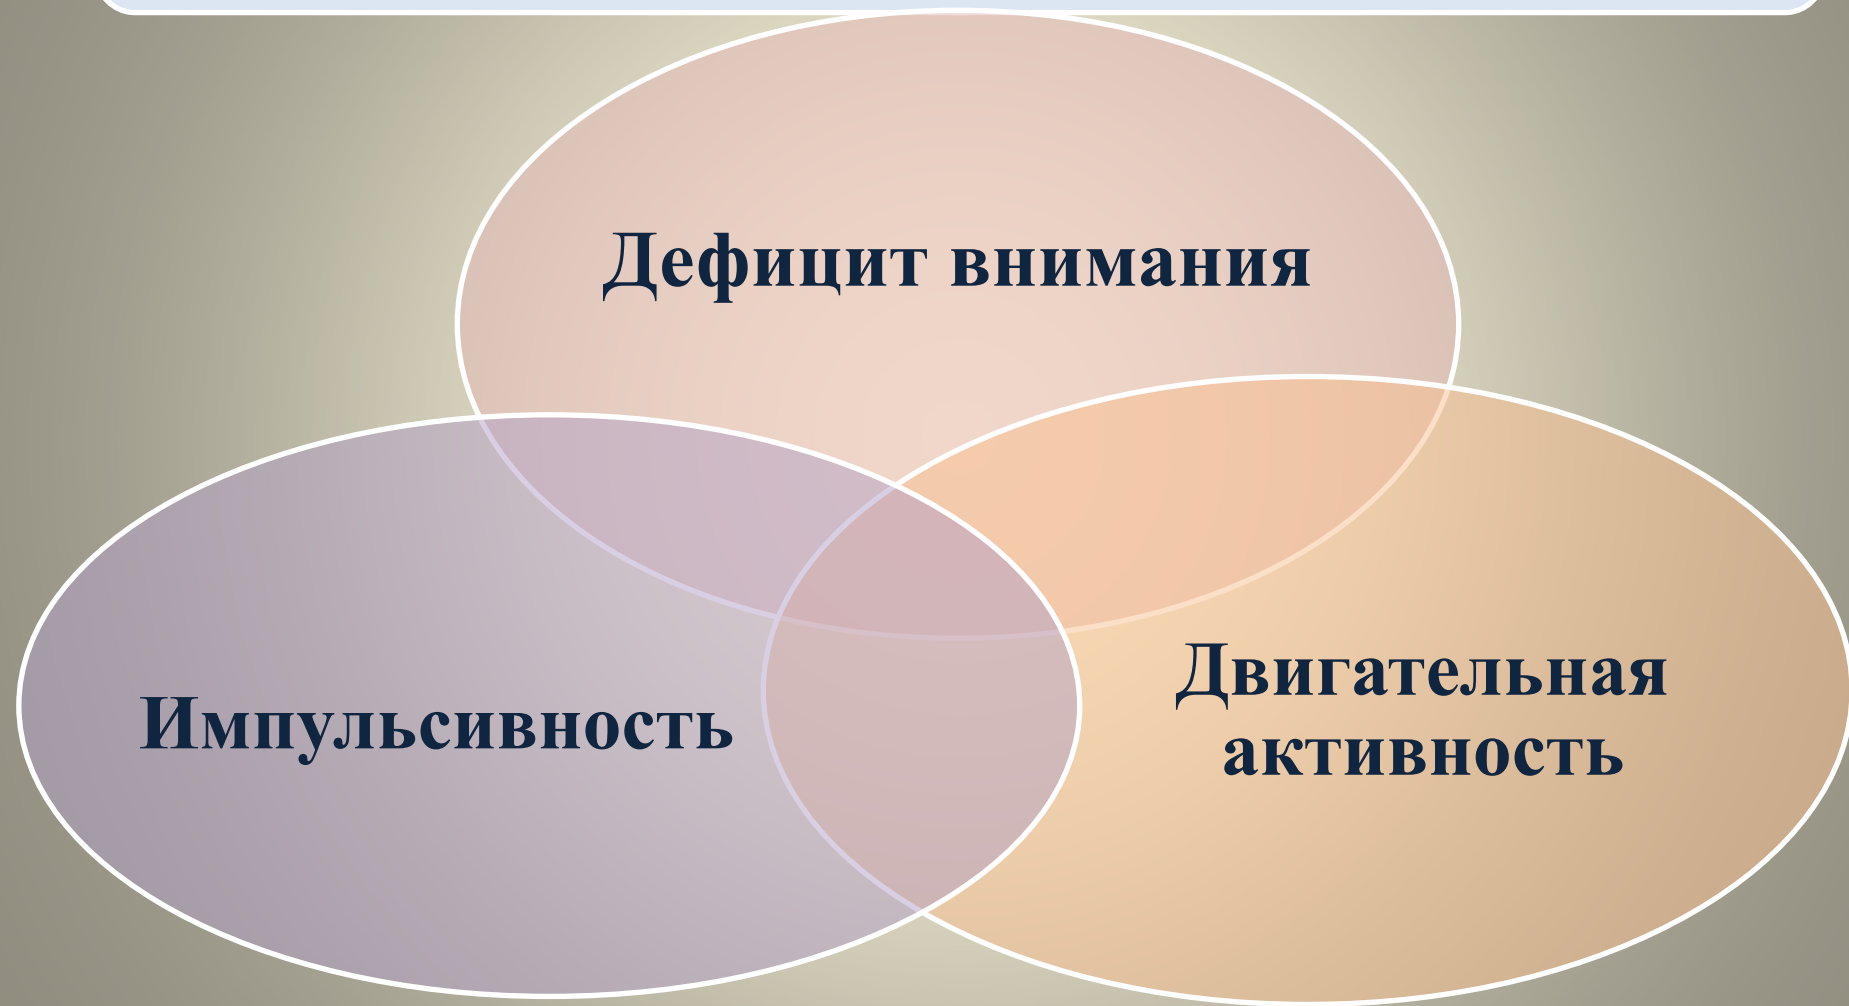 Дефицит внимания
Импульсивность
Двигательная
активность